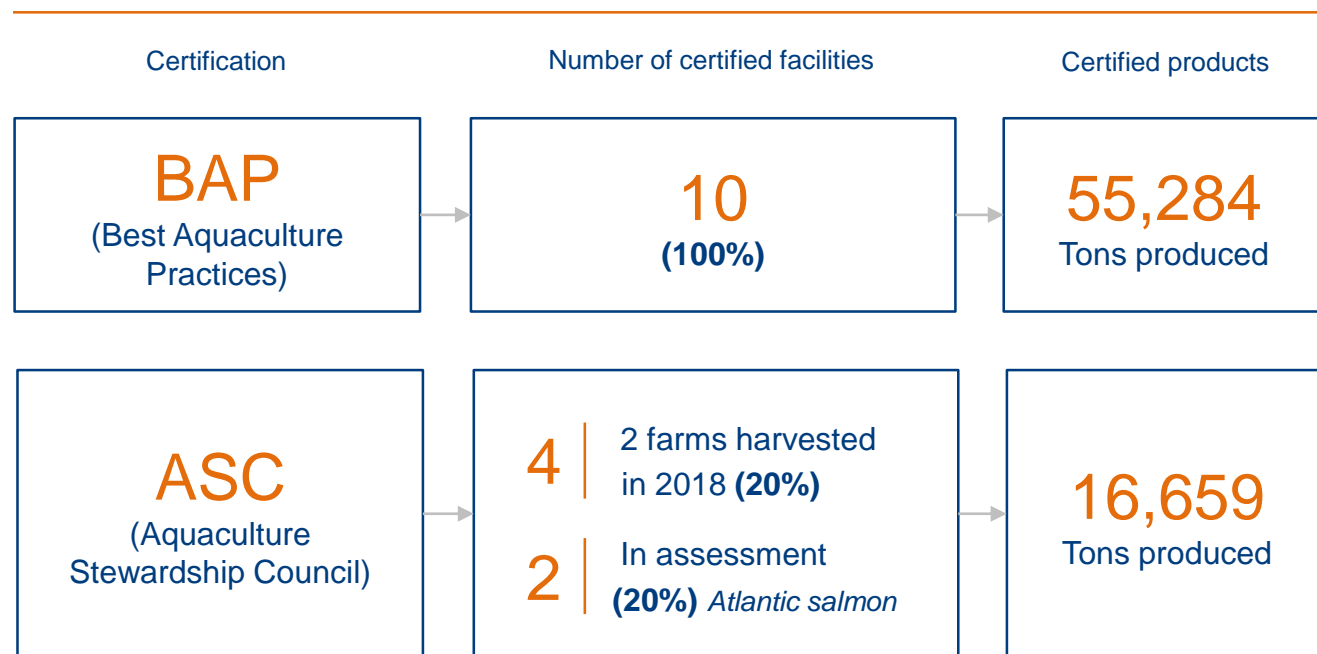 Certification
Number of certified facilities
Certified products
BAP
(Best Aquaculture
Practices)
10
(100%)
55,284
Tons produced
ASC
(Aquaculture
Stewardship Council)
4
2 farms harvested
in 2018 (20%)
2
In assessment
(20%) Atlantic salmon
16,659
Tons produced